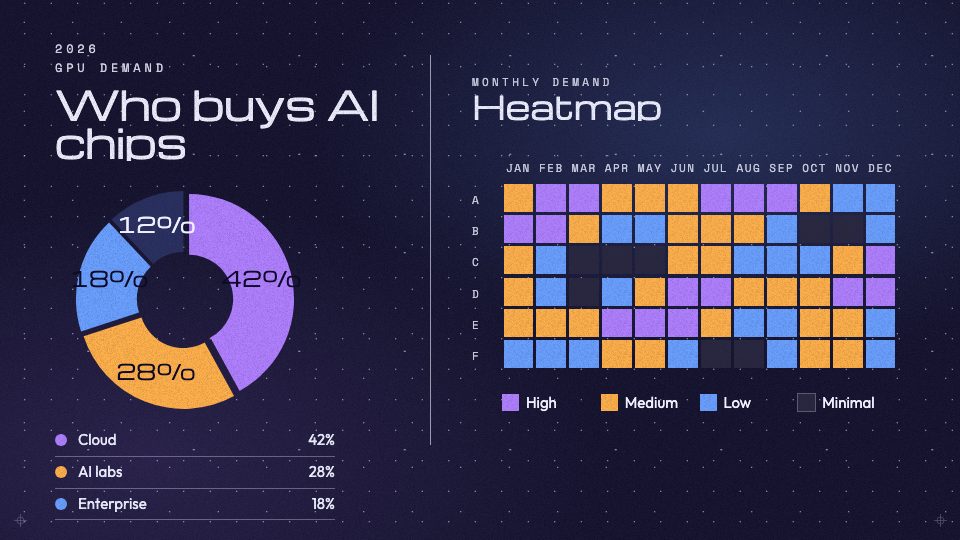 2026
GPU DEMAND
Who buys AI
chips
12%
18%
42%
28%
Cloud 42%
AI labs 28%
Enterprise 18%
MONTHLY DEMAND
Heatmap
JAN FEB MAR APR MAY JUN JUL AUG SEP OCT NOV DEC
A
B
C
D
E
F
High Medium Low Minimal